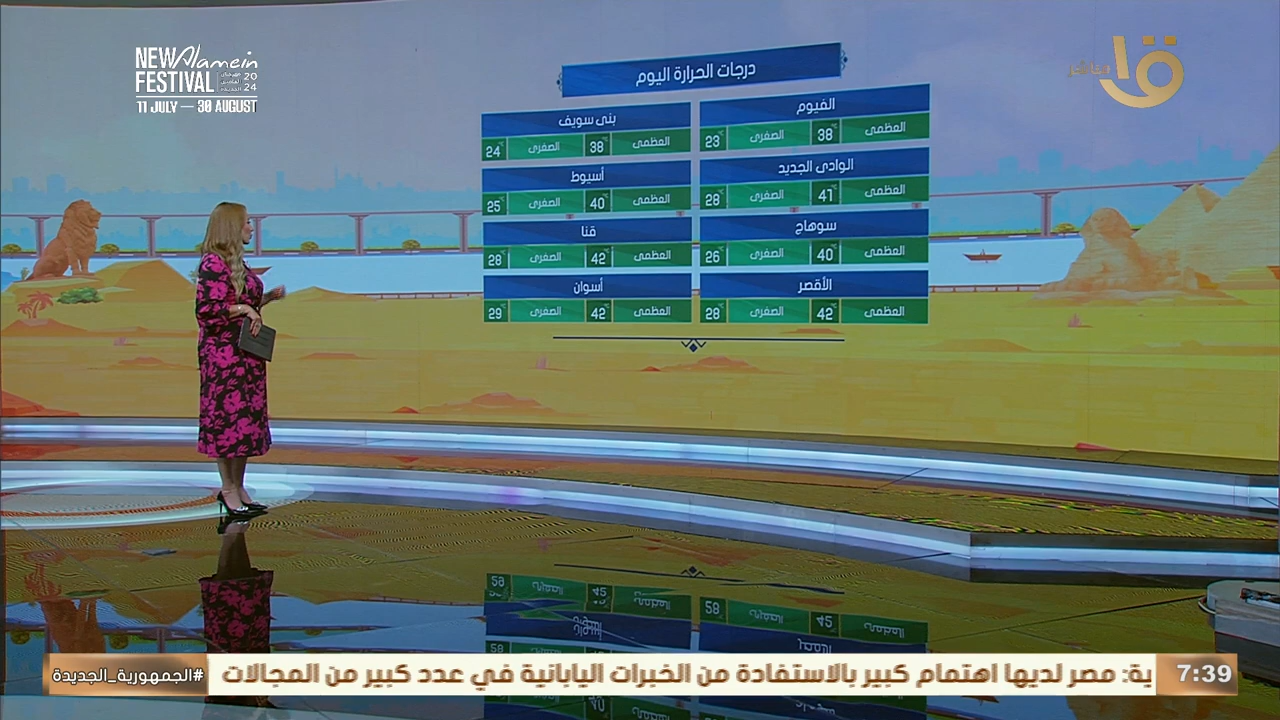 NEW Alamein
FESTIVAL 2024
11 JULY — 30 AUGUST
مباشر
درجات الحرارة اليوم
الفيوم
العظمى 38 الصغرى 23
بنى سويف
العظمى 38 الصغرى 24
الوادى الجديد
العظمى 41 الصغرى 28
أسيوط
العظمى 40 الصغرى 25
سوهاج
العظمى 40 الصغرى 26
قنا
العظمى 42 الصغرى 28
الأقصر
العظمى 42 الصغرى 28
أسوان
العظمى 42 الصغرى 29
7:39
ية: مصر لديها اهتمام كبير بالاستفادة من الخبرات اليابانية في عدد كبير من المجالات
#الجمهورية_الجديدة